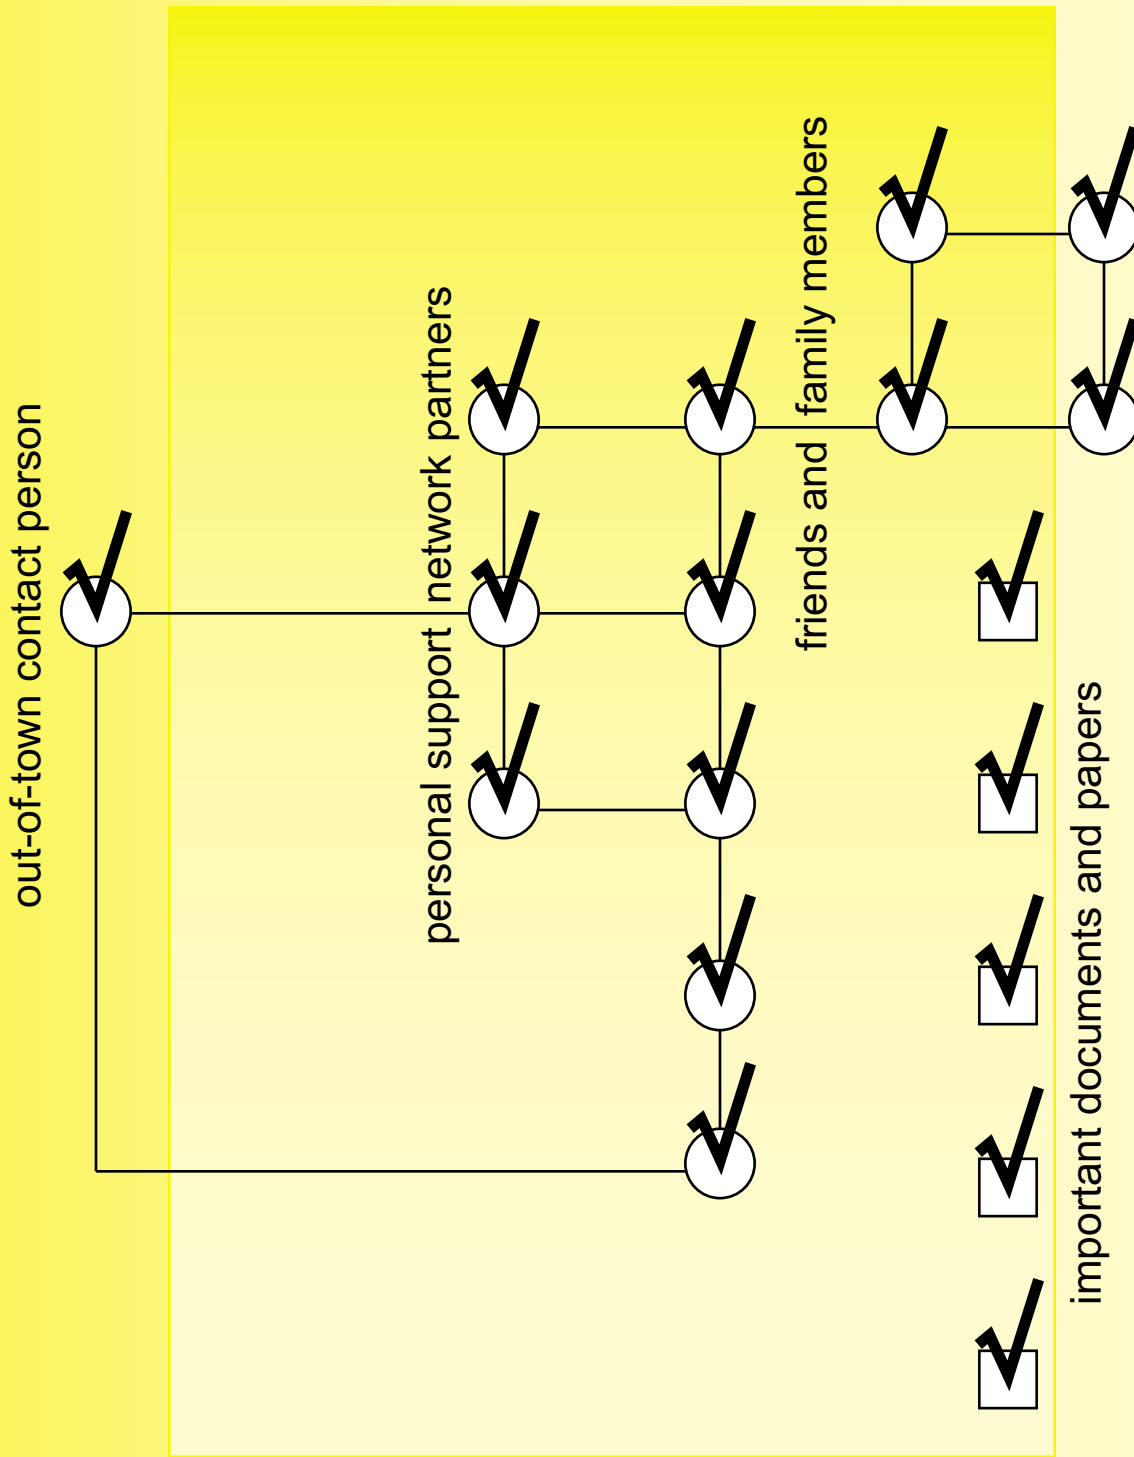 out-of-town contact person
personal support  network partners
friends and  family members
important documents and papers